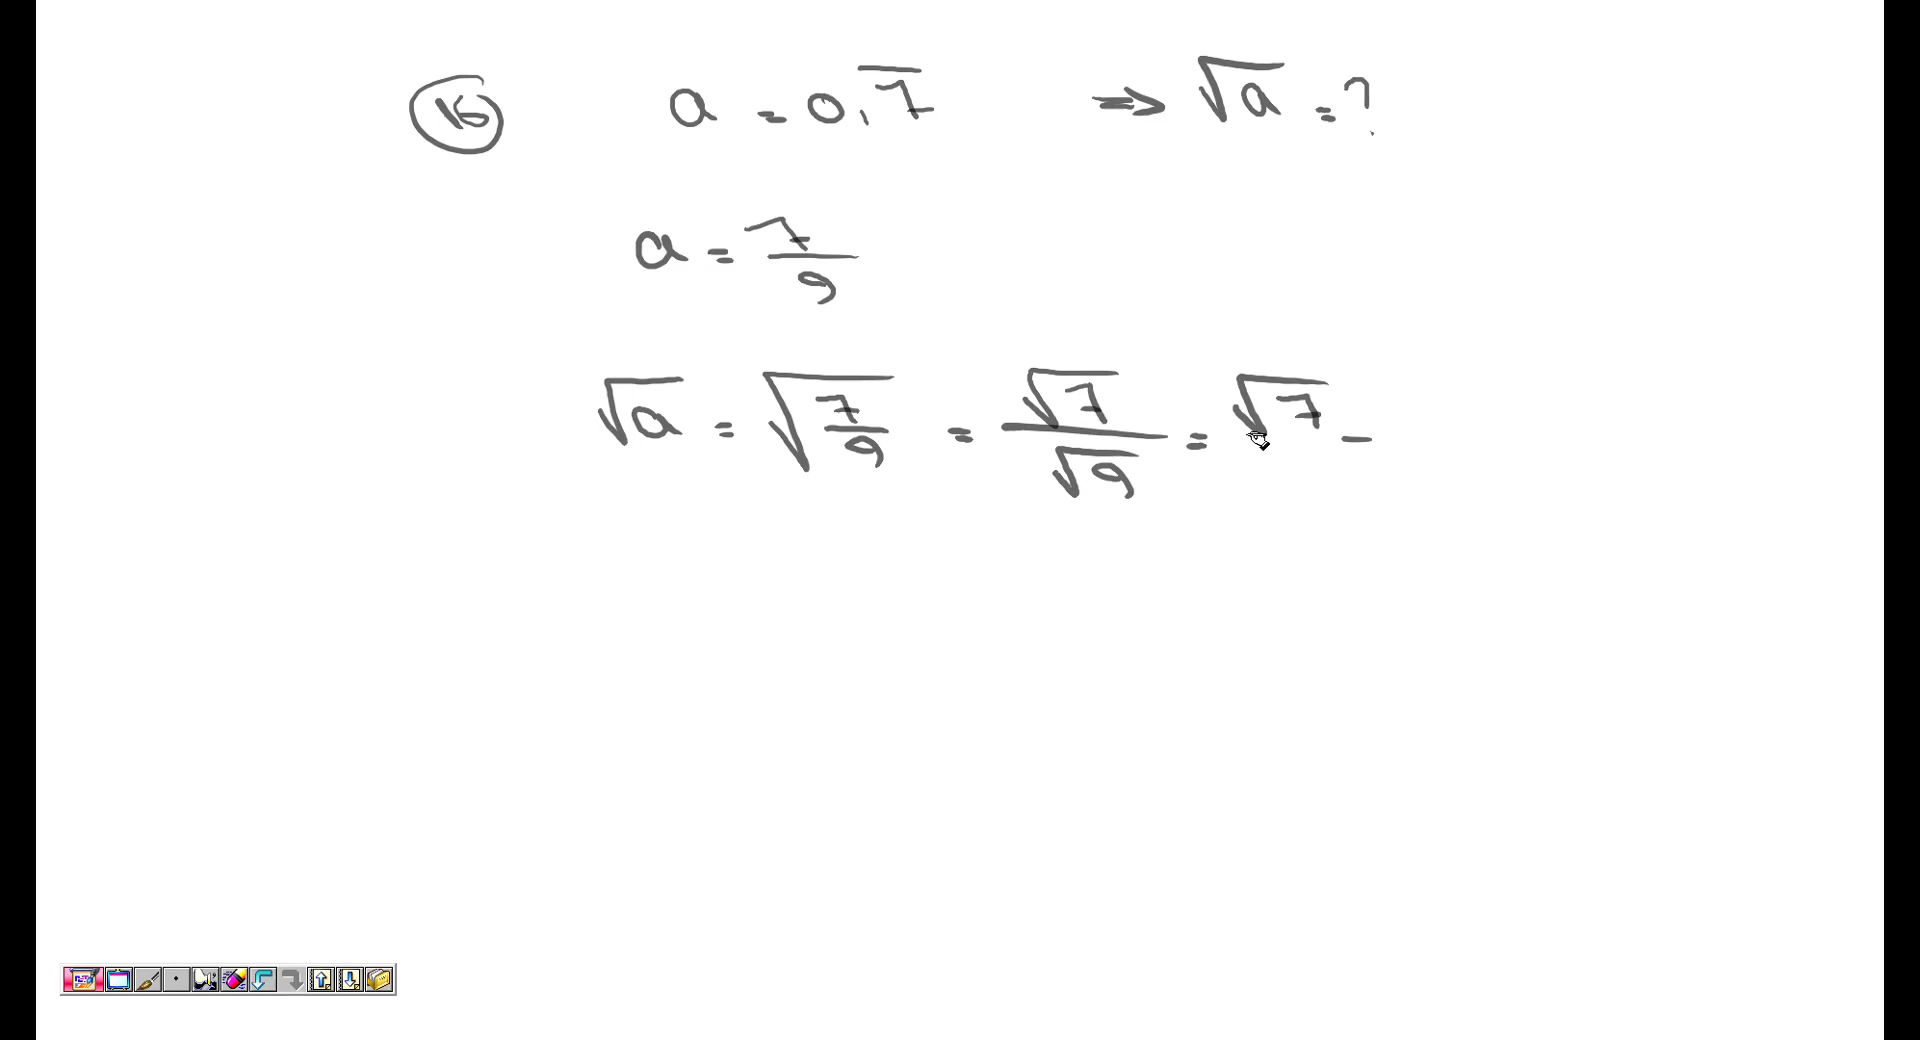 16 a = 0,7̅ ⇒ √a = ?
a = 7/9
√a = √(7/9) = √7/√9 = √7 –